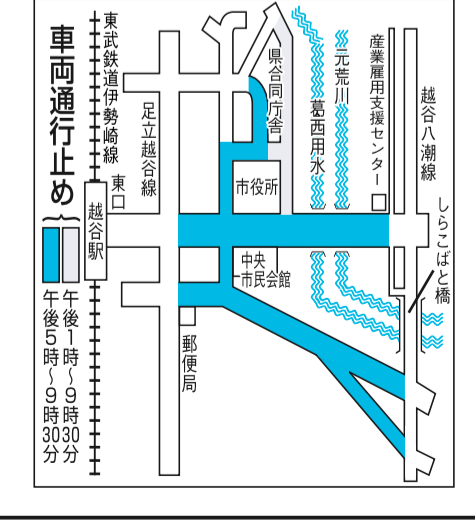 車両通行止め
午後1時〜9時30分
午後5時〜9時30分
東武鉄道伊勢崎線
越谷駅
東口
足立越谷線
県合同庁舎
市役所
中央
市民会館
郵便局
葛西用水
元荒川
産業雇用支援センター
越谷八潮線
しらこばと橋